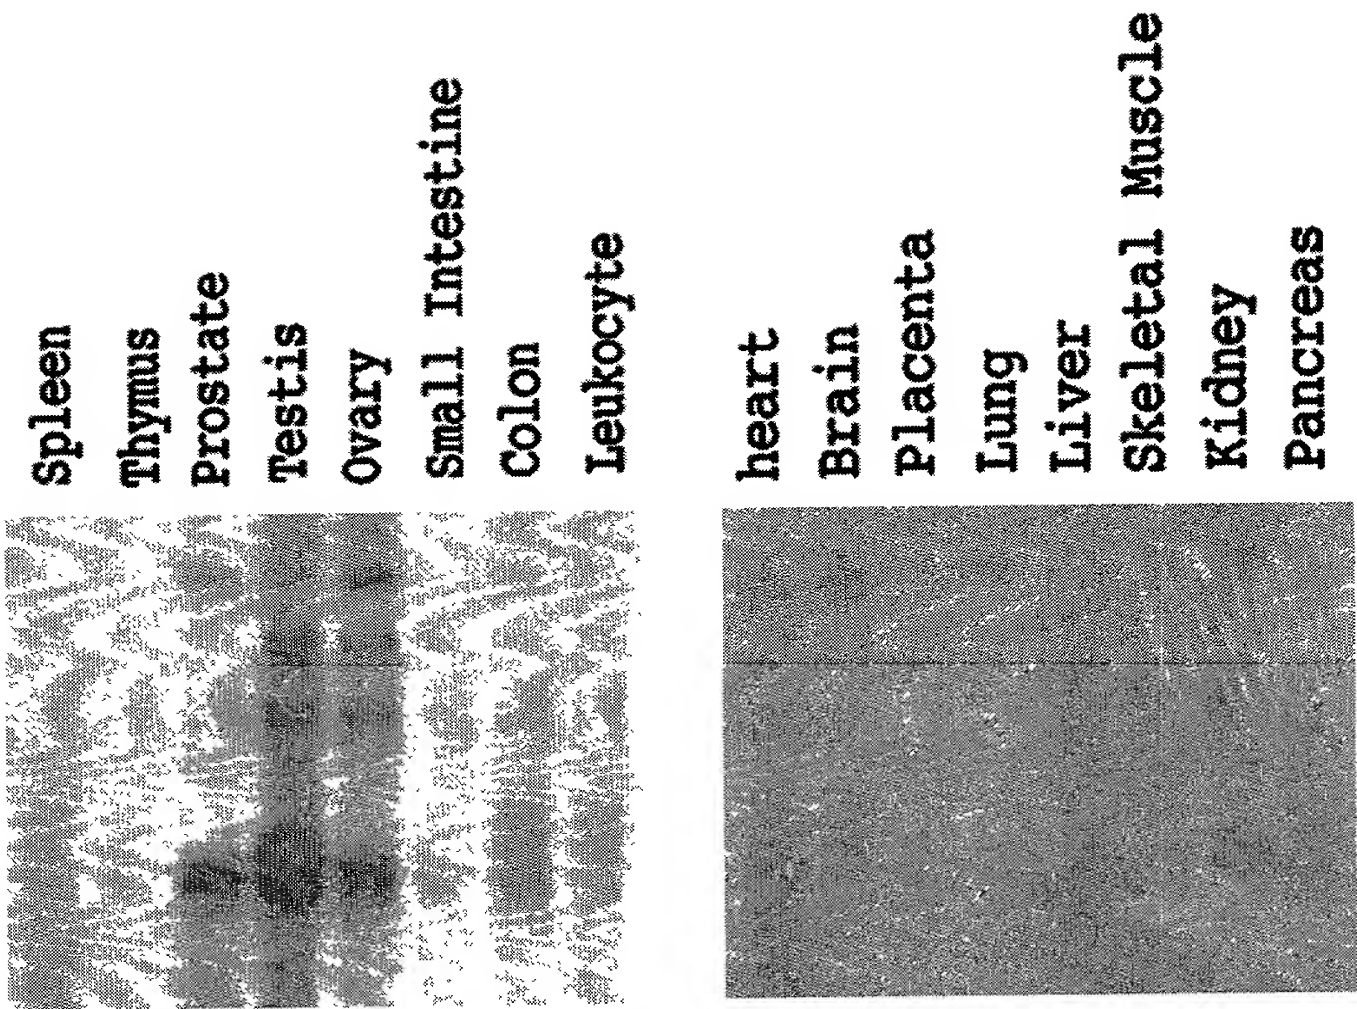 Spleen
Thymus
Prostate
Testis
Ovary
Small Intestine
Colon
Leukocyte
heart
Brain
Placenta
Lung
Liver
Skeletal Muscle
Kidney
Pancreas